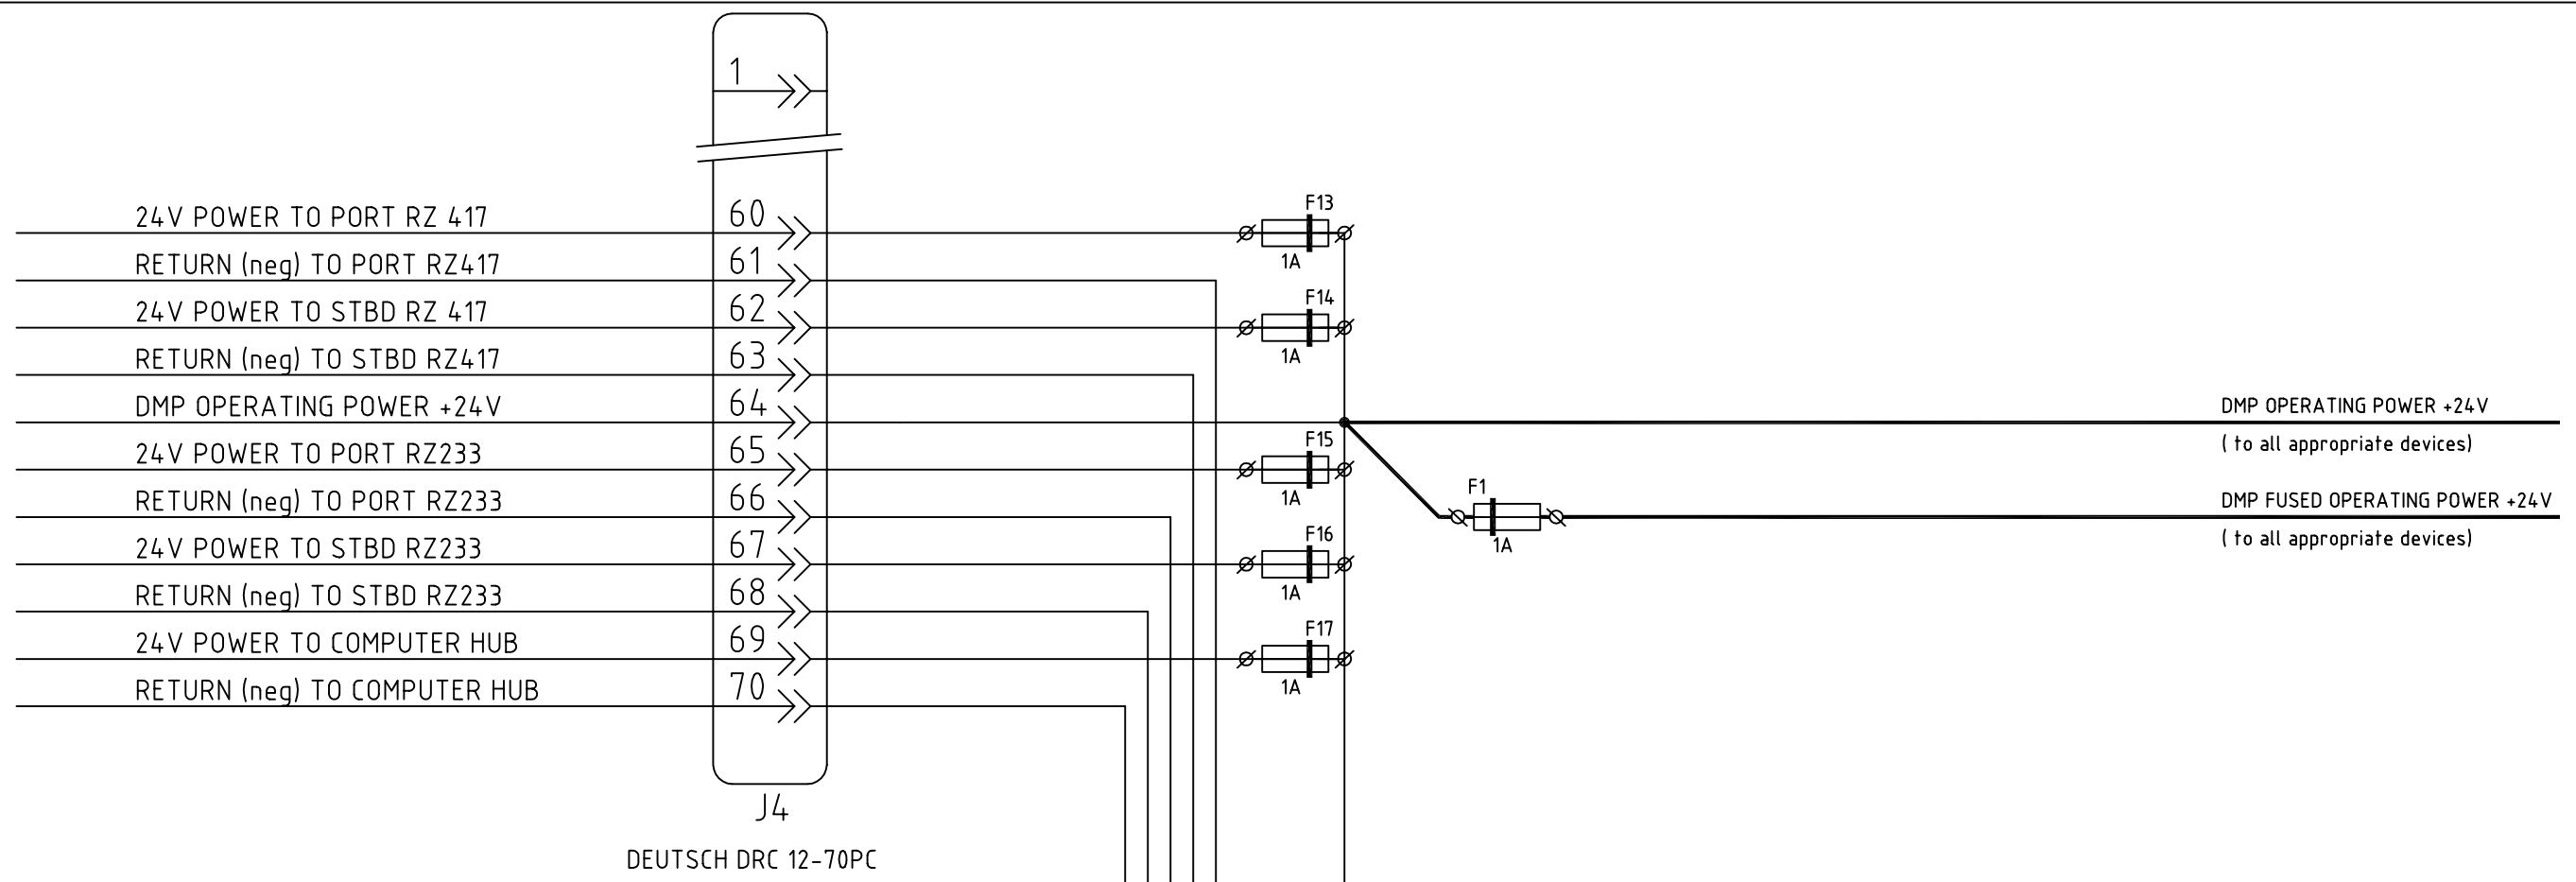 1
24V POWER TO PORT RZ 417 60 F13
1A
RETURN (neg) TO PORT RZ417 61
24V POWER TO STBD RZ 417 62 F14
1A
RETURN (neg) TO STBD RZ417 63
DMP OPERATING POWER +24V 64 DMP OPERATING POWER +24V
( to all appropriate devices)
24V POWER TO PORT RZ233 65 F15
1A
RETURN (neg) TO PORT RZ233 66 F1 DMP FUSED OPERATING POWER +24V
1A ( to all appropriate devices)
24V POWER TO STBD RZ233 67 F16
1A
RETURN (neg) TO STBD RZ233 68
24V POWER TO COMPUTER HUB 69 F17
1A
RETURN (neg) TO COMPUTER HUB 70
J4
DEUTSCH DRC 12-70PC